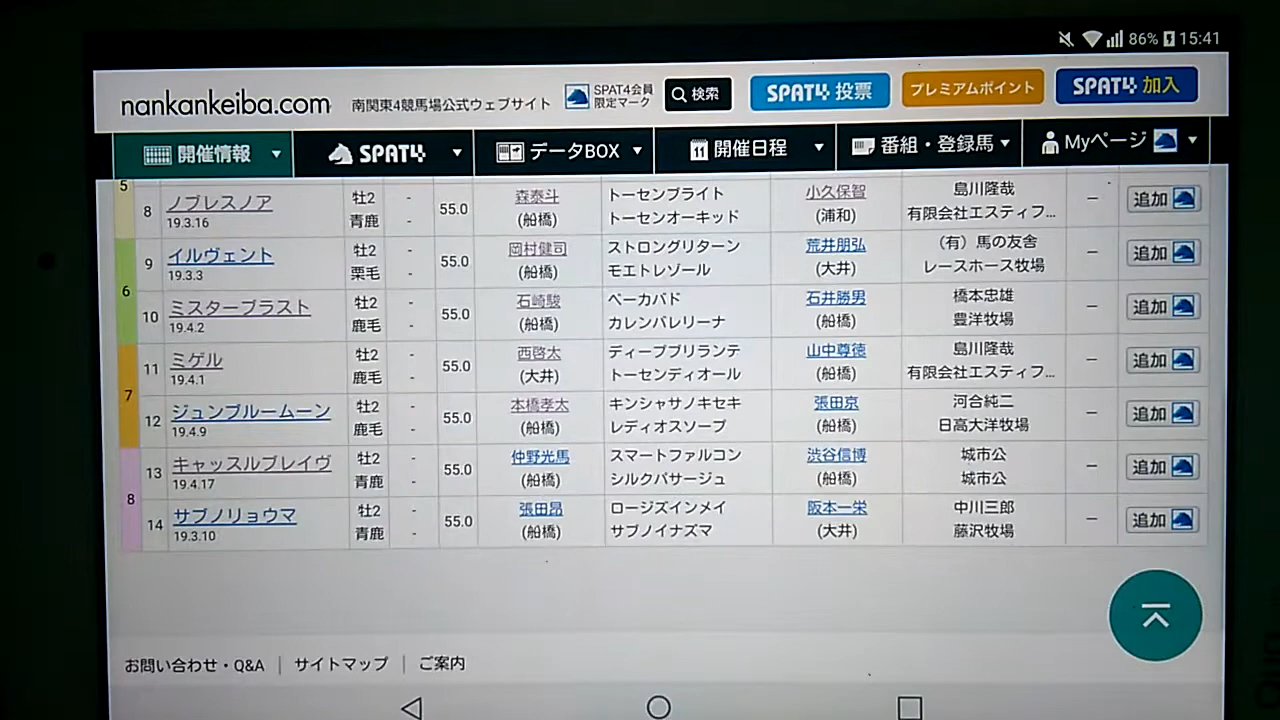 86% 15:41
nankankeiba.com 南関東4競馬場公式ウェブサイト SPAT4会員限定マーク 検索 SPAT4 投票 プレミアムポイント SPAT4 加入
開催情報 SPAT4 データBOX 11 開催日程 番組・登録馬 Myページ
5
8 ノブレスノア 牡2 - 55.0 森泰斗 トーセンブライト 小久保智 島川隆哉 - 追加
19.3.16 青鹿 - (船橋) トーセンオーキッド (浦和) 有限会社エスティフ...
6
9 イルヴェント 牡2 - 55.0 岡村健司 ストロングリターン 荒井朋弘 (有)馬の友舎 - 追加
19.3.3 栗毛 - (船橋) モエトレゾール (大井) レースホース牧場
10 ミスターブラスト 牡2 - 55.0 石崎駿 ベーカバド 石井勝男 橋本忠雄 - 追加
19.4.2 鹿毛 - (船橋) カレンバレリーナ (船橋) 豊洋牧場
7
11 ミゲル 牡2 - 55.0 西啓太 ディープブリランテ 山中尊徳 島川隆哉 - 追加
19.4.1 鹿毛 - (大井) トーセンディオール (船橋) 有限会社エスティフ...
12 ジュンブルームーン 牡2 - 55.0 本橋孝太 キンシャサノキセキ 張田京 河合純二 - 追加
19.4.9 鹿毛 - (船橋) レディオスソープ (船橋) 日高大洋牧場
8
13 キャッスルブレイヴ 牡2 - 55.0 仲野光馬 スマートファルコン 渋谷信博 城市公 - 追加
19.4.17 青鹿 - (船橋) シルクパサージュ (船橋) 城市公
14 サブノリョウマ 牡2 - 55.0 張田昂 ロージズインメイ 阪本一栄 中川三郎 - 追加
19.3.10 青鹿 - (船橋) サブノイナズマ (大井) 藤沢牧場
お問い合わせ・Q&A | サイトマップ | ご案内